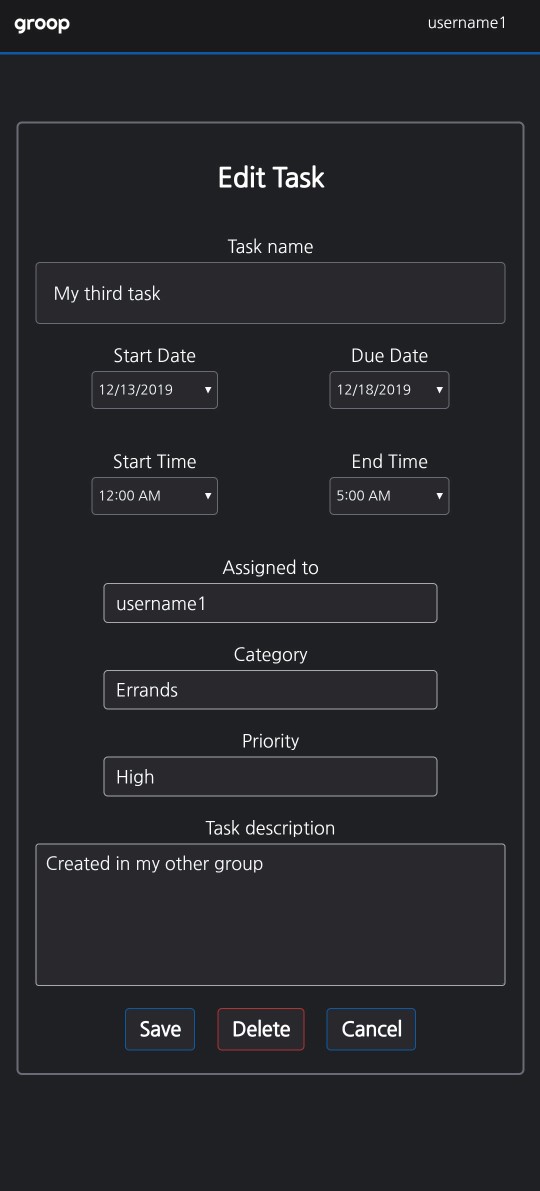 groop
username1
Edit Task
Task name
My third task
Start Date
Due Date
12/13/2019
12/18/2019
Start Time
End Time
12:00 AM
5:00 AM
Assigned to
username1
Category
Errands
Priority
High
Task description
Created in my other group
Save
Delete
Cancel